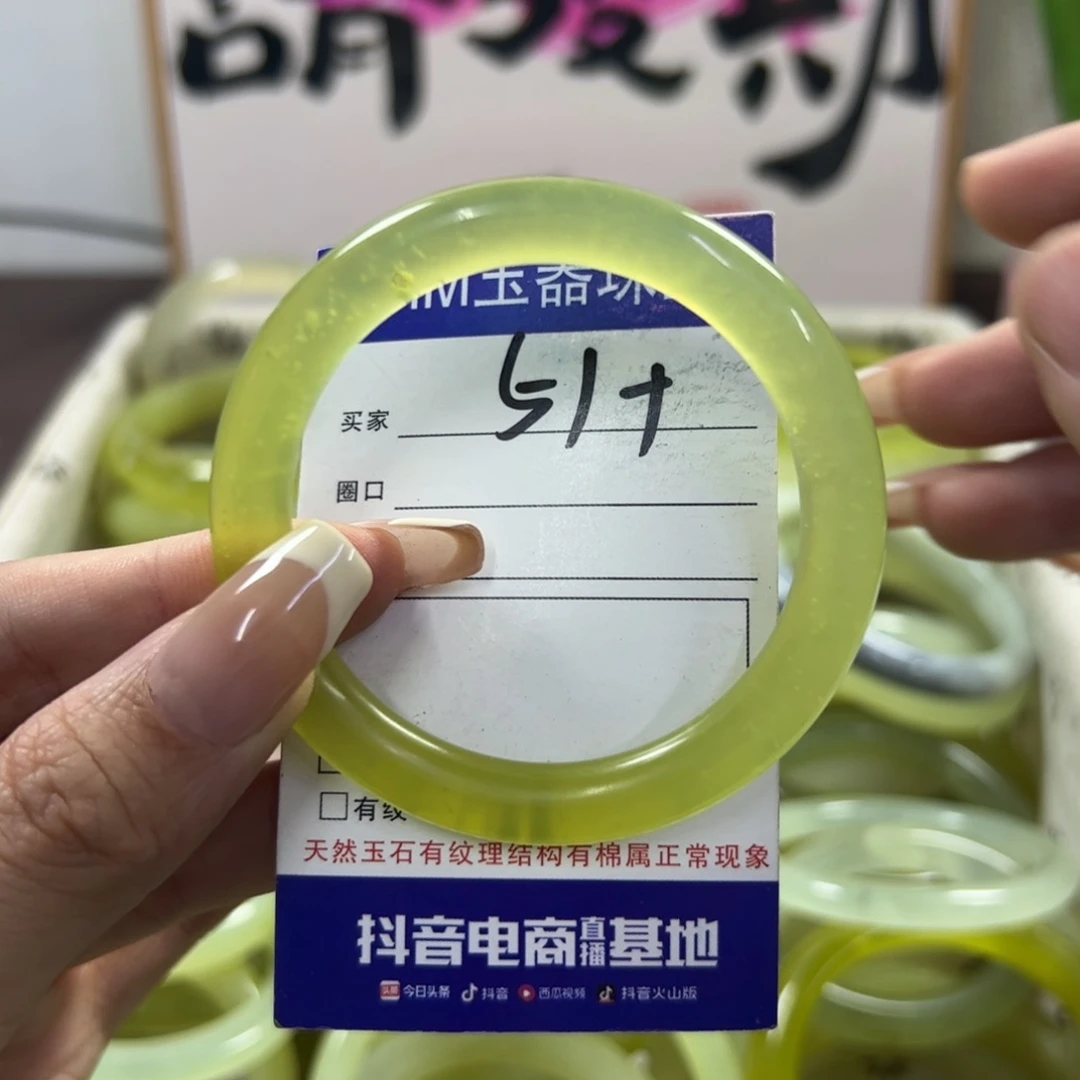 玉器珠
买家 51+
圈口
有纹
天然玉石有纹理结构有棉属正常现象
抖音电商直播基地
今日头条 抖音 西瓜视频 抖音火山版